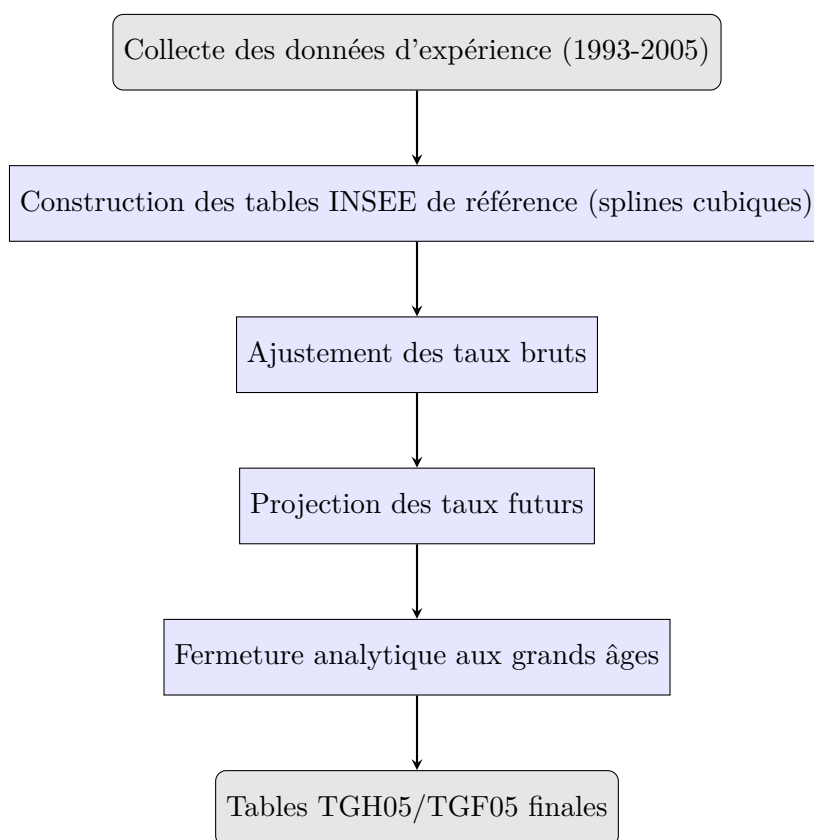 Collecte des données d'expérience (1993-2005)
Construction des tables INSEE de référence (splines cubiques)
Ajustement des taux bruts
Projection des taux futurs
Fermeture analytique aux grands âges
Tables TGH05/TGF05 finales